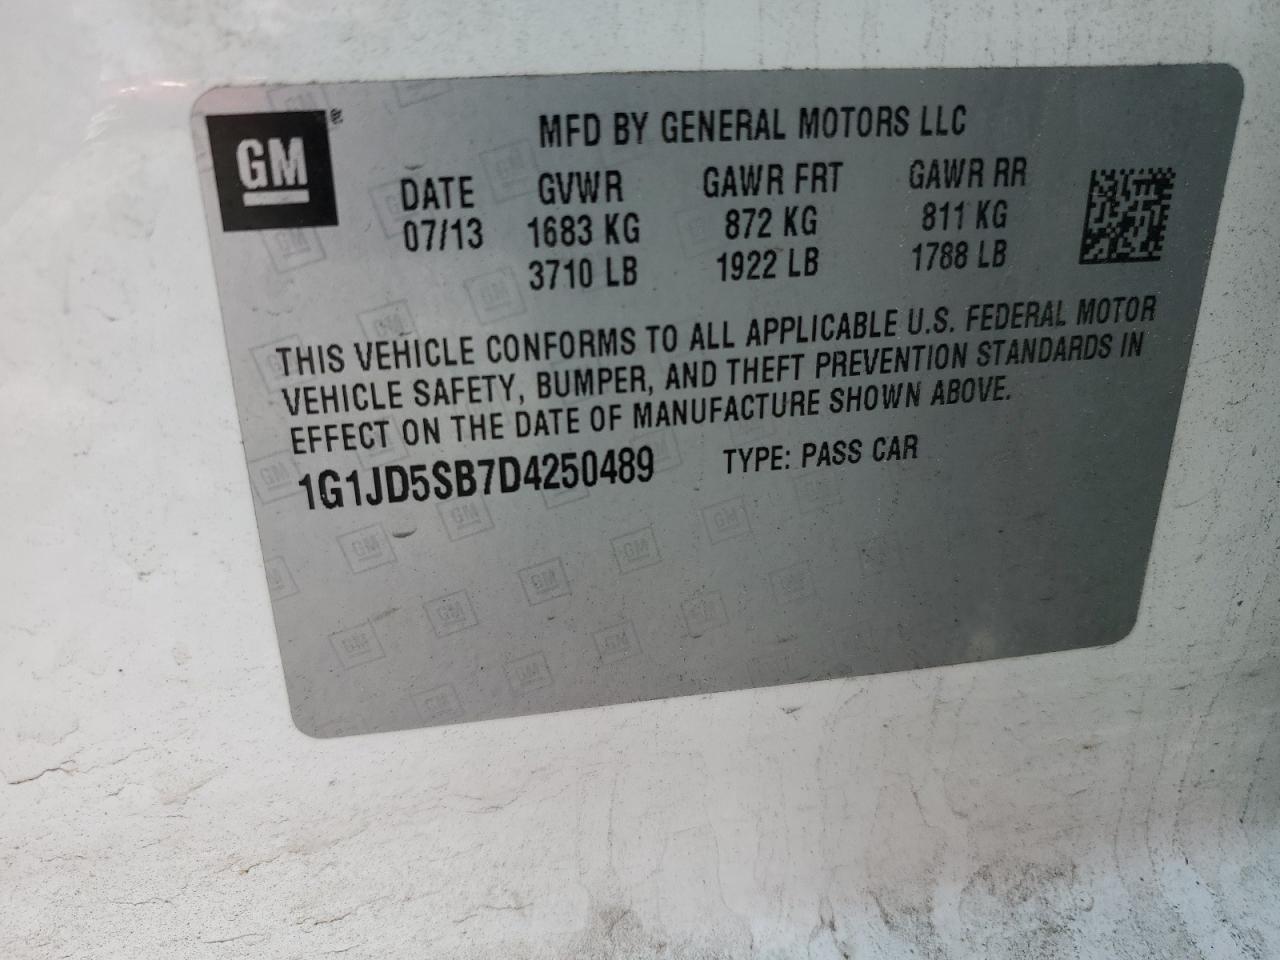 GM®
MFD BY GENERAL MOTORS LLC
DATE GVWR GAWR FRT GAWR RR
07/13 1683 KG 872 KG 811 KG
3710 LB 1922 LB 1788 LB
THIS VEHICLE CONFORMS TO ALL APPLICABLE U.S. FEDERAL MOTOR
VEHICLE SAFETY, BUMPER, AND THEFT PREVENTION STANDARDS IN
EFFECT ON THE DATE OF MANUFACTURE SHOWN ABOVE.
1G1JD5SB7D4250489 TYPE: PASS CAR